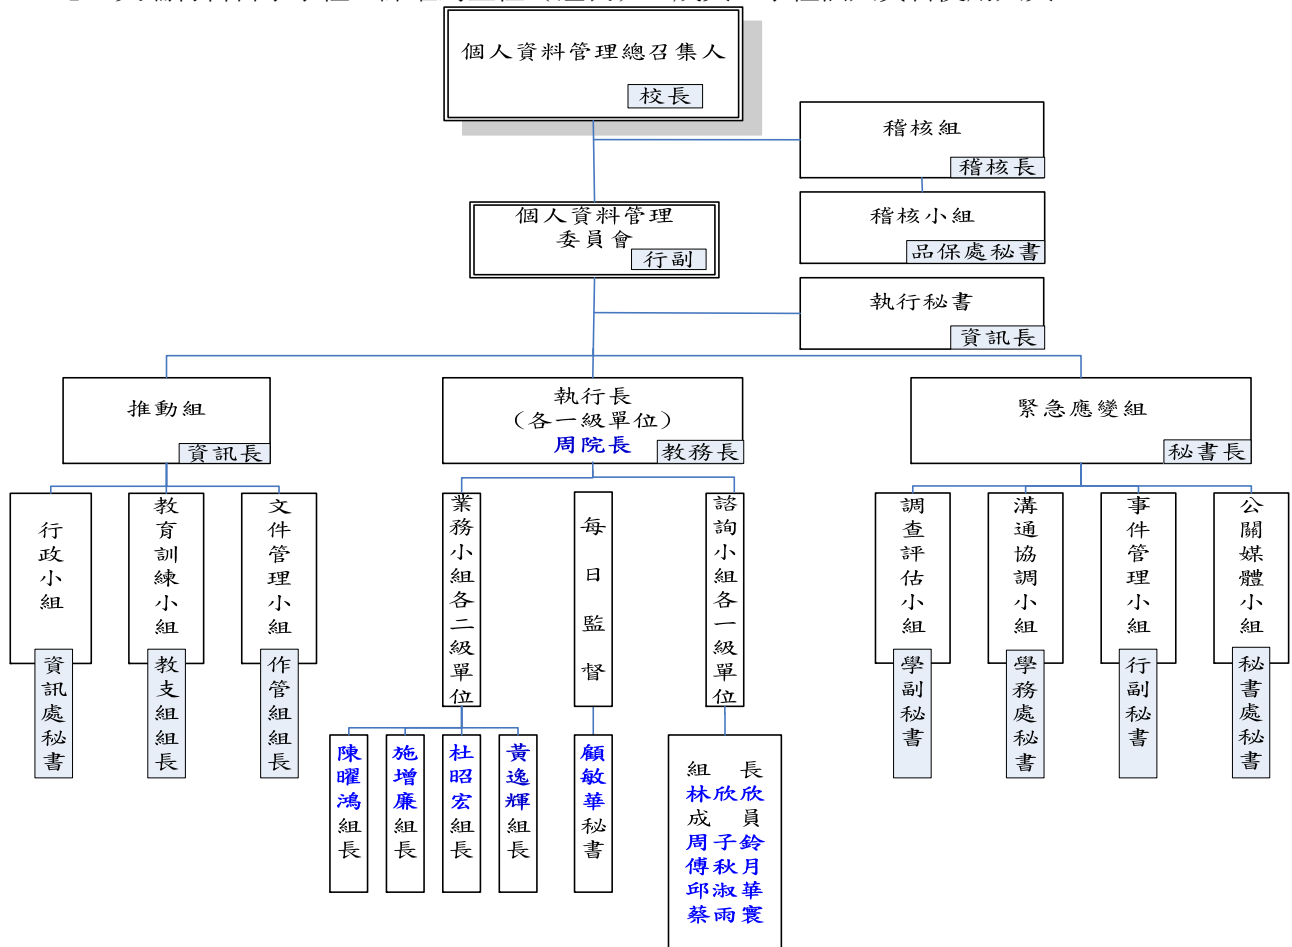 個人資料管理總召集人
校長
稽核組
稽核長
稽核小組
品保處秘書
個人資料管理
委員會
行副
執行秘書
資訊長
推動組
資訊長
執行長
(各一級單位)
周院長
教務長
緊急應變組
秘書長
行政小組
資訊處秘書
教育訓練小組
教支組組長
文件管理小組
作管組組長
業務小組各二級單位
陳曜鴻組長
施增廉組長
杜昭宏組長
黃逸輝組長
每日監督
顧敏華秘書
諮詢小組各一級單位
組長
林欣欣
成員
周子鈴
傅秋月
邱淑華
蔡雨寰
調查評估小組
學副秘書
溝通協調小組
學務處秘書
事件管理小組
行副秘書
公關媒體小組
秘書處秘書